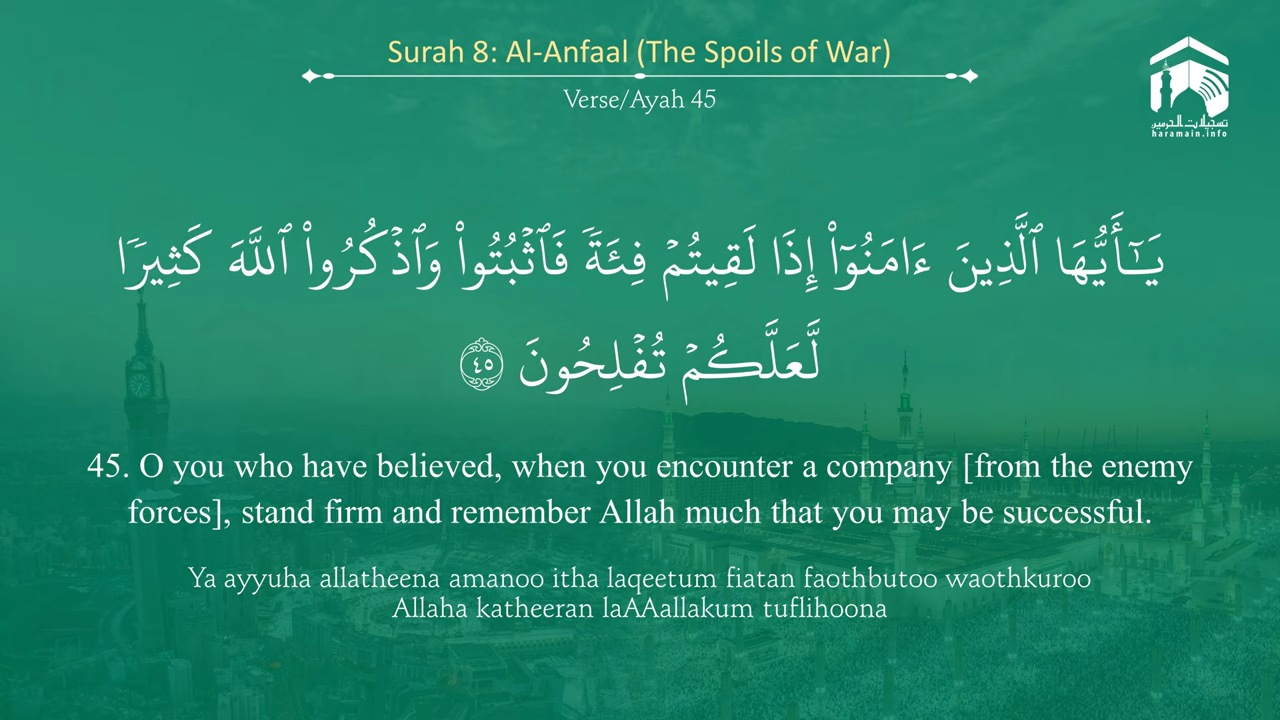 Surah 8: Al-Anfaal (The Spoils of War)
Verse/Ayah 45
تسجيلات الحرمين
haramain.info
يَـٰٓأَيُّهَا ٱلَّذِينَ ءَامَنُوٓا۟ إِذَا لَقِيتُمْ فِئَةًۭ فَٱثْبُتُوا۟ وَٱذْكُرُوا۟ ٱللَّهَ كَثِيرًۭا
لَّعَلَّكُمْ تُفْلِحُونَ ٤٥
45. O you who have believed, when you encounter a company [from the enemy
forces], stand firm and remember Allah much that you may be successful.
Ya ayyuha allatheena amanoo itha laqeetum fiatan faothbutoo waothkuroo
Allaha katheeran laAAallakum tuflihoona